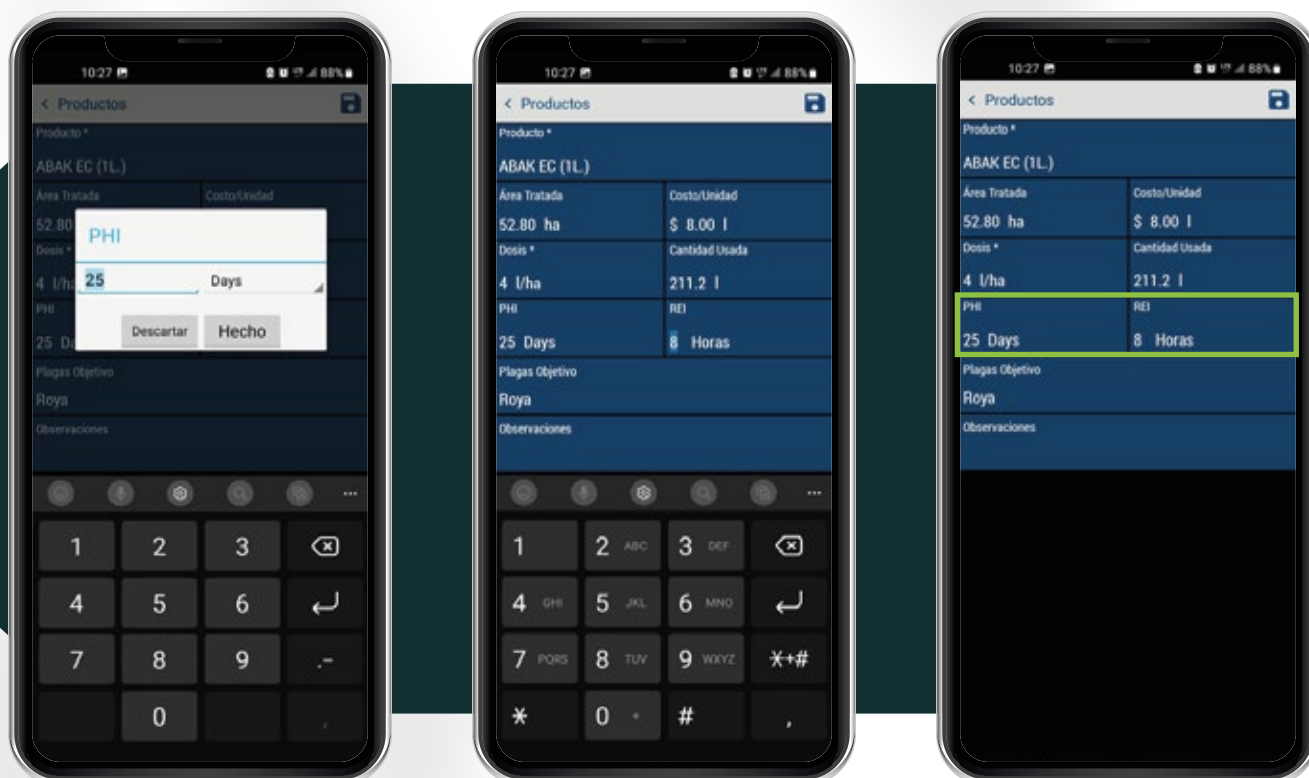 10:27 88%
< Productos
Producto *
ABAK EC (1L.)
Área Tratada Costo/Unidad
52.80
PHI
Dosis *
4 l/h
25 Days
PHI
Descartar Hecho
25 D
Plagas Objetivo
Roya
Observaciones
1 2 3
4 5 6
7 8 9 .-
0 ,
10:27 88%
< Productos
Producto *
ABAK EC (1L.)
Área Tratada Costo/Unidad
52.80 ha $ 8.00 l
Dosis * Cantidad Usada
4 l/ha 211.2 l
PHI REI
25 Days 8 Horas
Plagas Objetivo
Roya
Observaciones
1 2 ABC 3 DEF
4 GHI 5 JKL 6 MNO
7 PQRS 8 TUV 9 WXYZ *+#
* 0 + # ,
10:27 88%
< Productos
Producto *
ABAK EC (1L.)
Área Tratada Costo/Unidad
52.80 ha $ 8.00 l
Dosis * Cantidad Usada
4 l/ha 211.2 l
PHI REI
25 Days 8 Horas
Plagas Objetivo
Roya
Observaciones